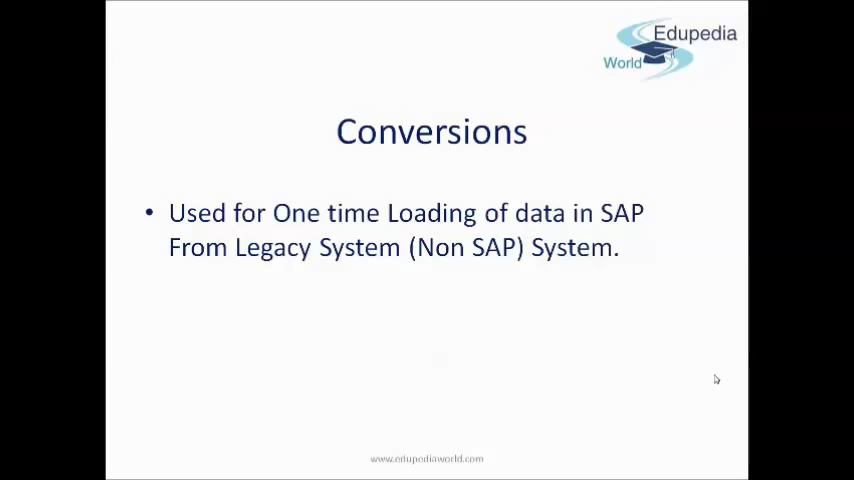 Edupedia
World
Conversions
• Used for One time Loading of data in SAP
From Legacy System (Non SAP) System.
www.edupediaworld.com